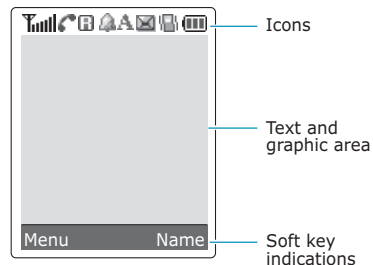 Icons
Text and
graphic area
Menu Name
Soft key
indications